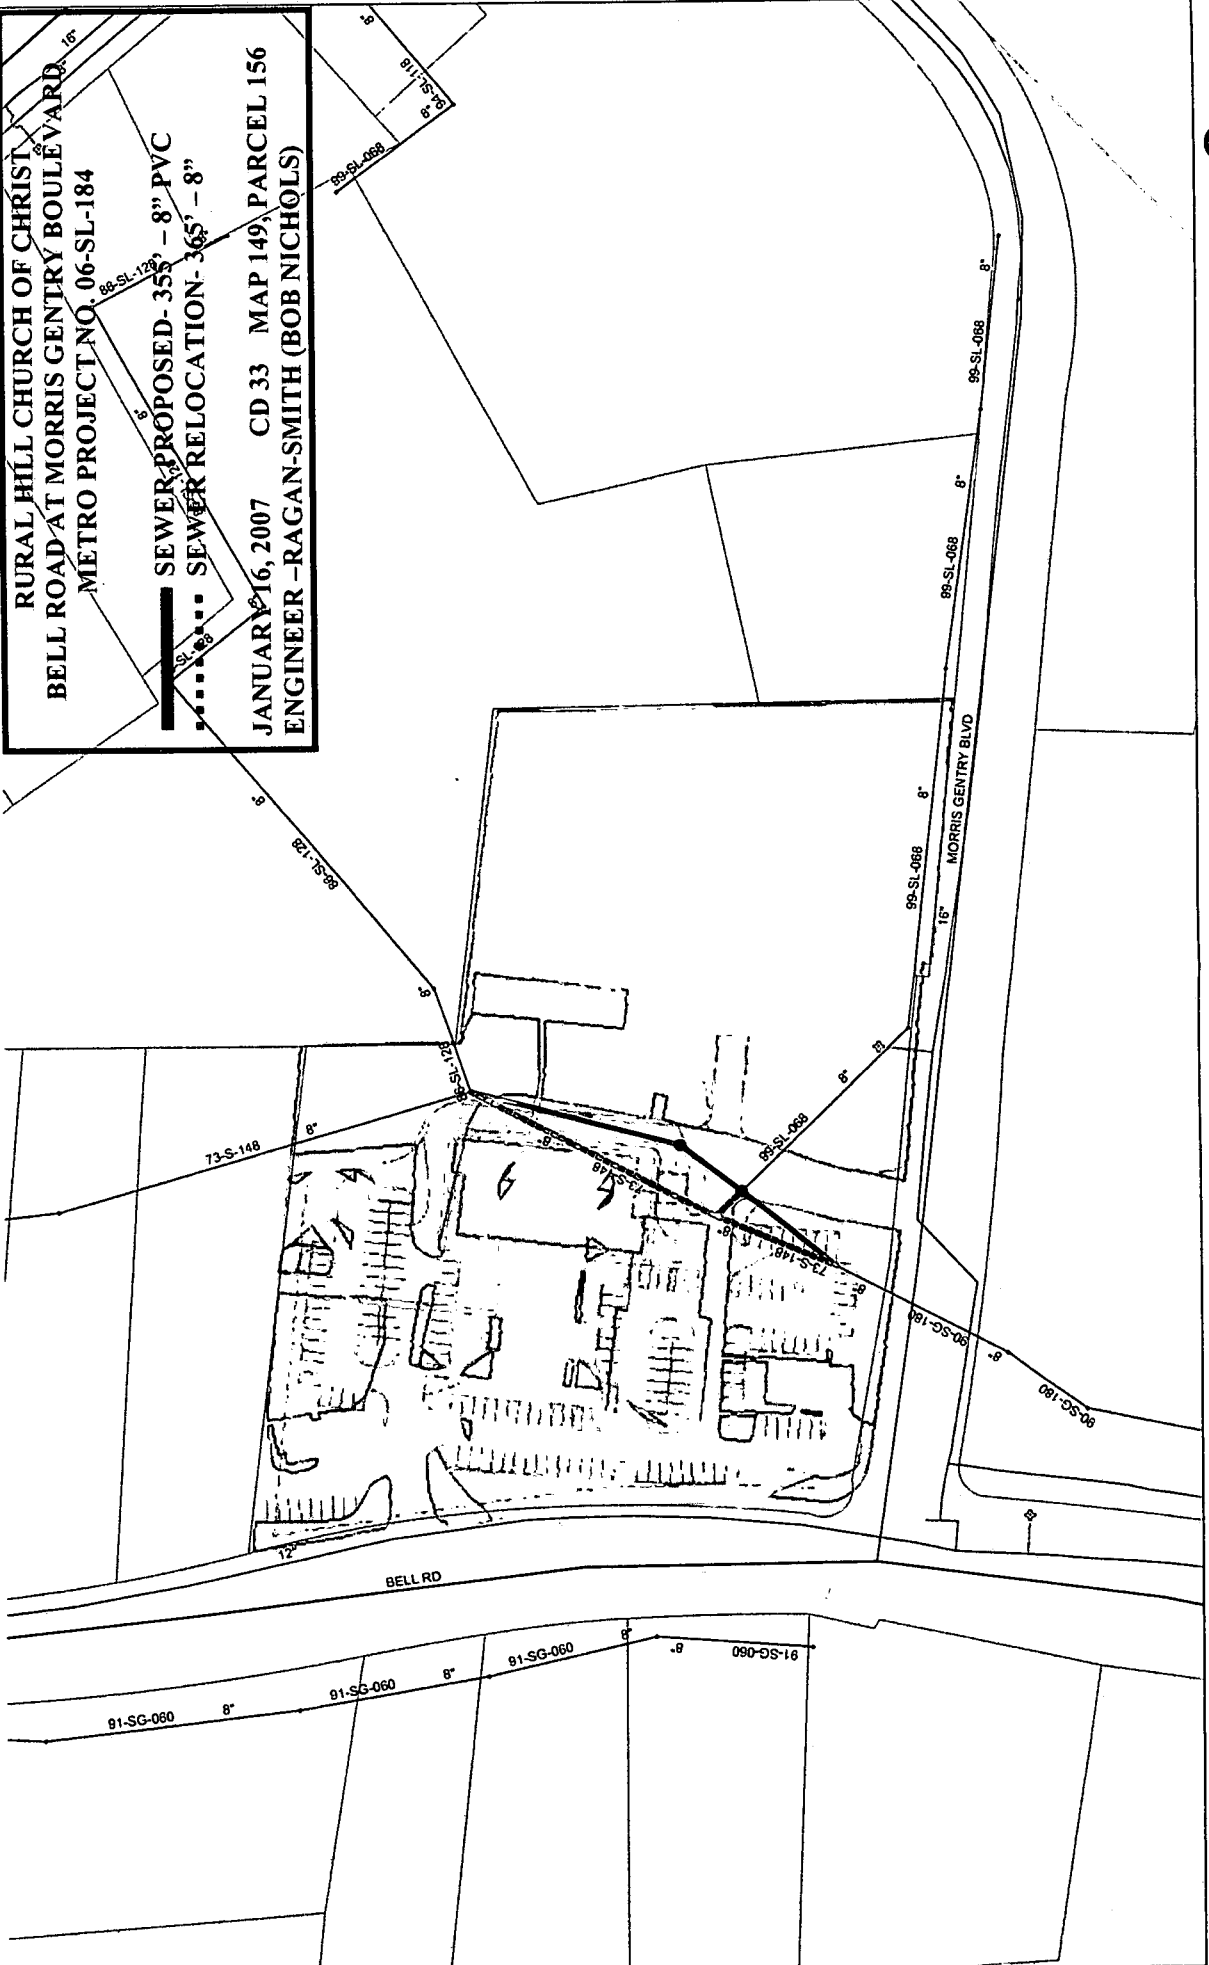 RURAL HILL CHURCH OF CHRIST
BELL ROAD AT MORRIS GENTRY BOULEVARD
METRO PROJECT NO. 06-SL-184
SEWER PROPOSED- 355’ – 8” PVC
SEWER RELOCATION- 365’ – 8”
JANUARY 16, 2007 CD 33 MAP 149, PARCEL 156
ENGINEER –RAGAN-SMITH (BOB NICHOLS)
16"
8"
88-SL-128
8"
8"
94-SL-118
8"
99-SL-068
8"
88-SL-128
8"
88-SL-128
73-S-148
8"
8"
73-S-148
8"
73-S-148
8"
90-SG-180
8"
90-SG-180
99-SL-068
8"
99-SL-068
8"
16"
MORRIS GENTRY BLVD
99-SL-068
8"
99-SL-068
8"
12"
BELL RD
91-SG-060
8"
91-SG-060
8"
91-SG-060
8"
8"
91-SG-060